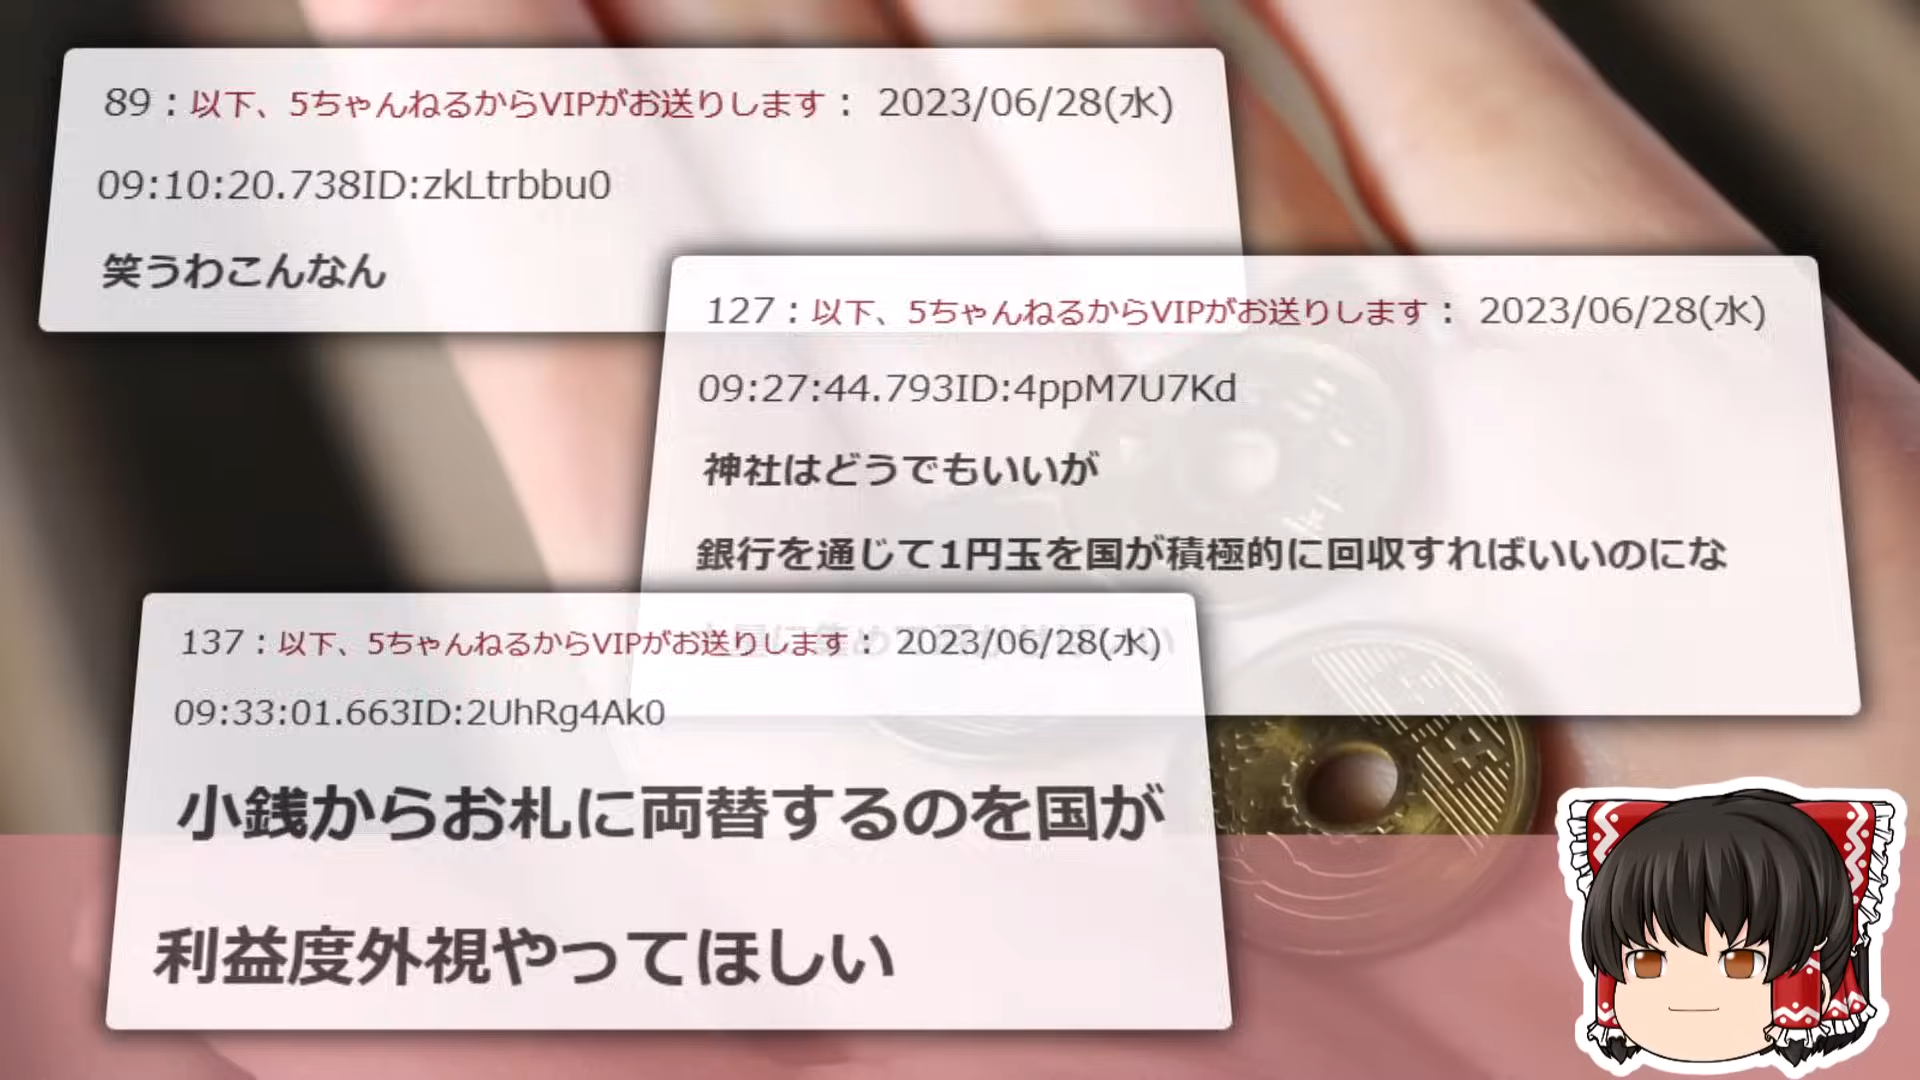 89：以下、5ちゃんねるからVIPがお送りします： 2023/06/28(水)
09:10:20.738ID:zkLtrbbu0
笑うわこんなん
127：以下、5ちゃんねるからVIPがお送りします： 2023/06/28(水)
09:27:44.793ID:4ppM7U7Kd
神社はどうでもいいが
銀行を通じて1円玉を国が積極的に回収すればいいのにな
137：以下、5ちゃんねるからVIPがお送りします： 2023/06/28(水)
09:33:01.663ID:2UhRg4Ak0
小銭からお札に両替するのを国が
利益度外視やってほしい